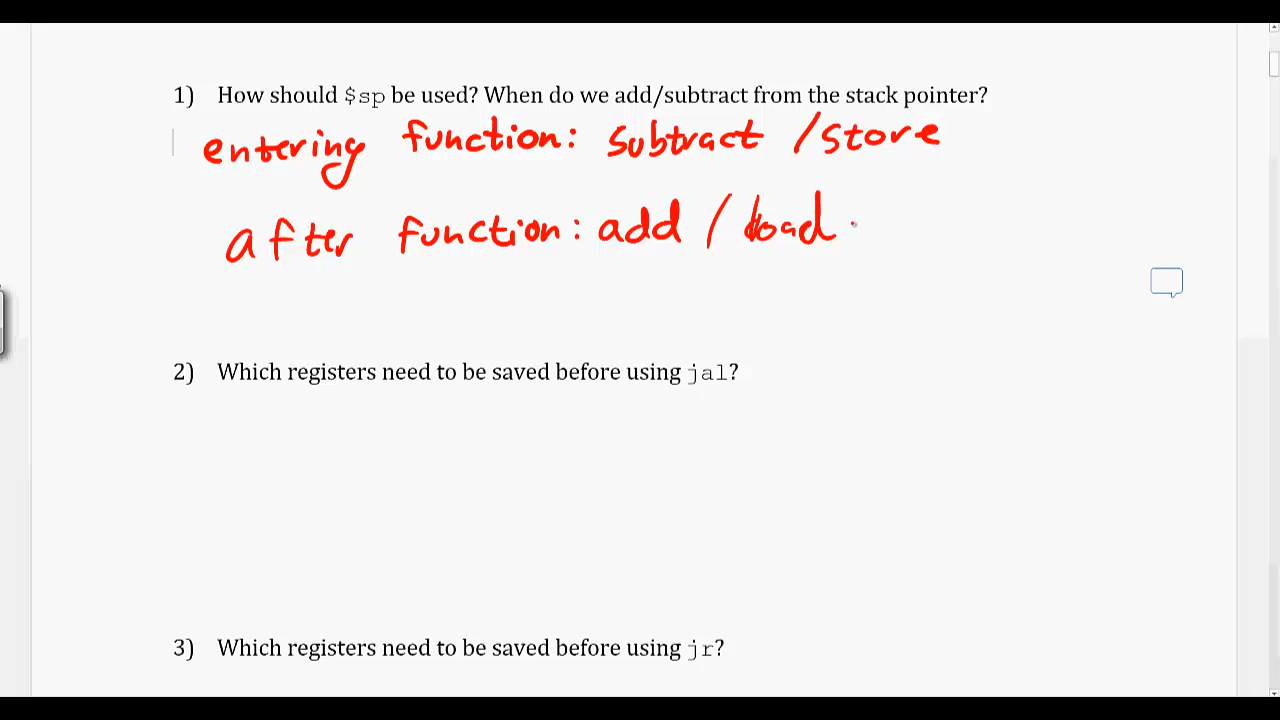 1) How should $sp be used? When do we add/subtract from the stack pointer?
entering function: subtract /store
after function: add / load
2) Which registers need to be saved before using jal?
3) Which registers need to be saved before using jr?